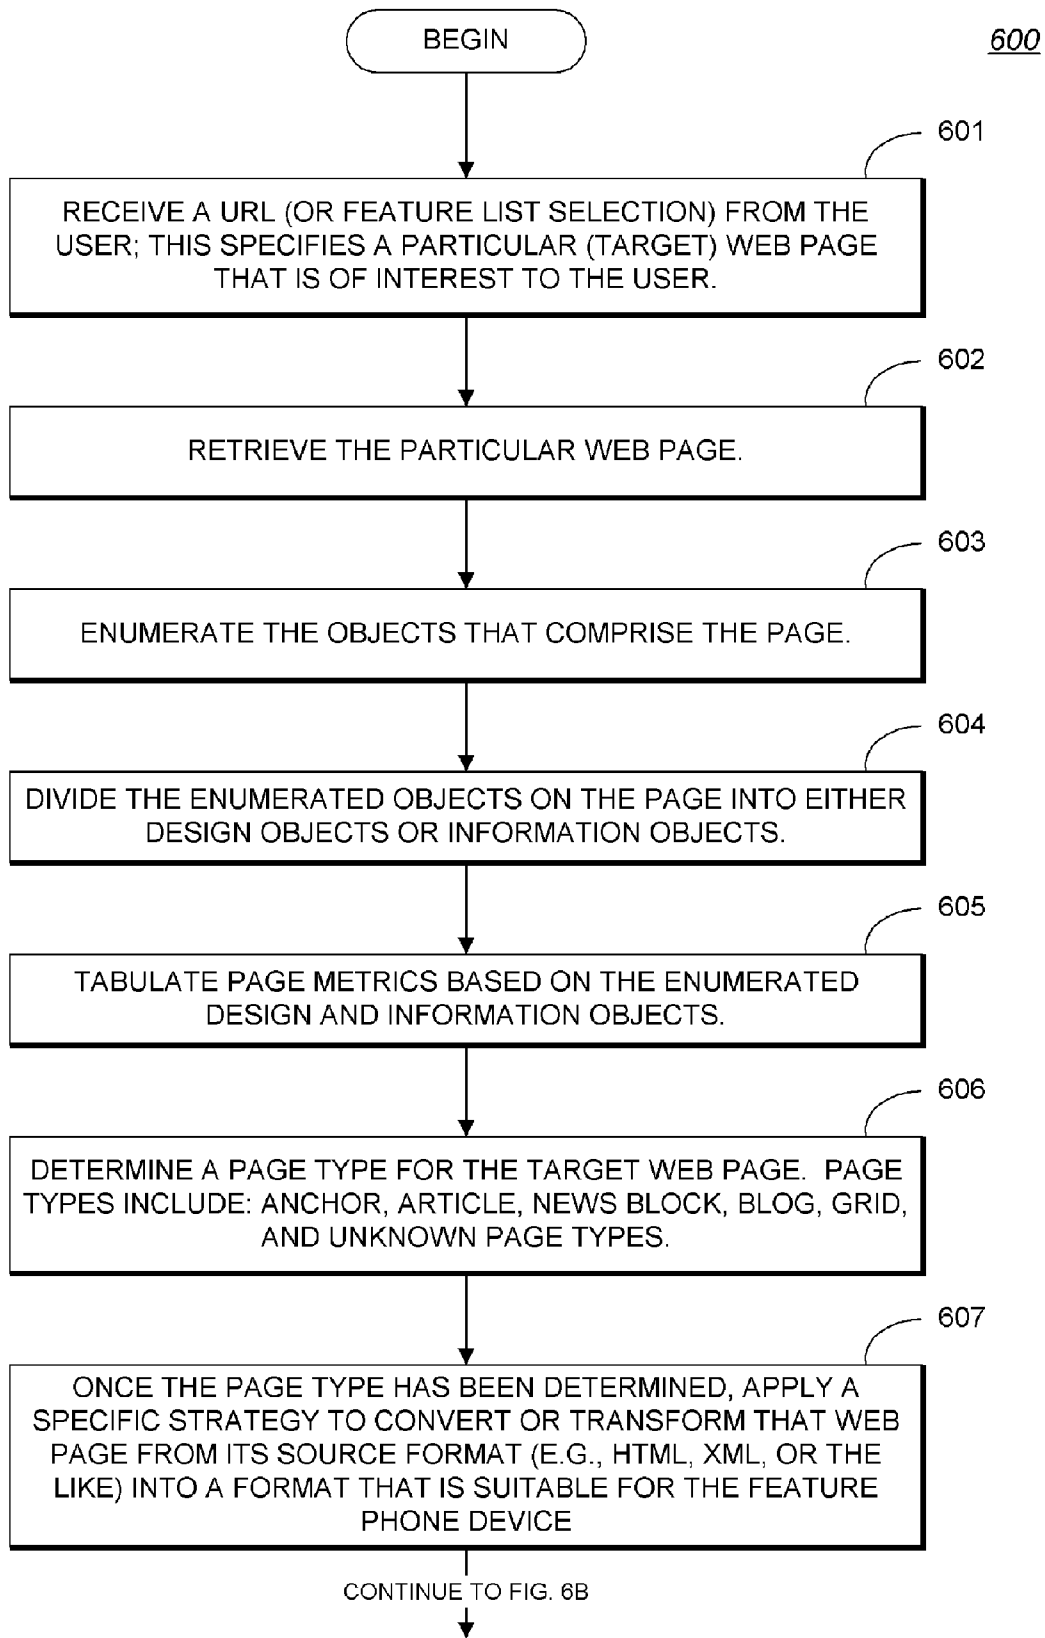 BEGIN
600
601
RECEIVE A URL (OR FEATURE LIST SELECTION) FROM THE
USER; THIS SPECIFIES A PARTICULAR (TARGET) WEB PAGE
THAT IS OF INTEREST TO THE USER.
602
RETRIEVE THE PARTICULAR WEB PAGE.
603
ENUMERATE THE OBJECTS THAT COMPRISE THE PAGE.
604
DIVIDE THE ENUMERATED OBJECTS ON THE PAGE INTO EITHER
DESIGN OBJECTS OR INFORMATION OBJECTS.
605
TABULATE PAGE METRICS BASED ON THE ENUMERATED
DESIGN AND INFORMATION OBJECTS.
606
DETERMINE A PAGE TYPE FOR THE TARGET WEB PAGE.  PAGE
TYPES INCLUDE: ANCHOR, ARTICLE, NEWS BLOCK, BLOG, GRID,
AND UNKNOWN PAGE TYPES.
607
ONCE THE PAGE TYPE HAS BEEN DETERMINED, APPLY A
SPECIFIC STRATEGY TO CONVERT OR TRANSFORM THAT WEB
PAGE FROM ITS SOURCE FORMAT (E.G., HTML, XML, OR THE
LIKE) INTO A FORMAT THAT IS SUITABLE FOR THE FEATURE
PHONE DEVICE
CONTINUE TO FIG. 6B